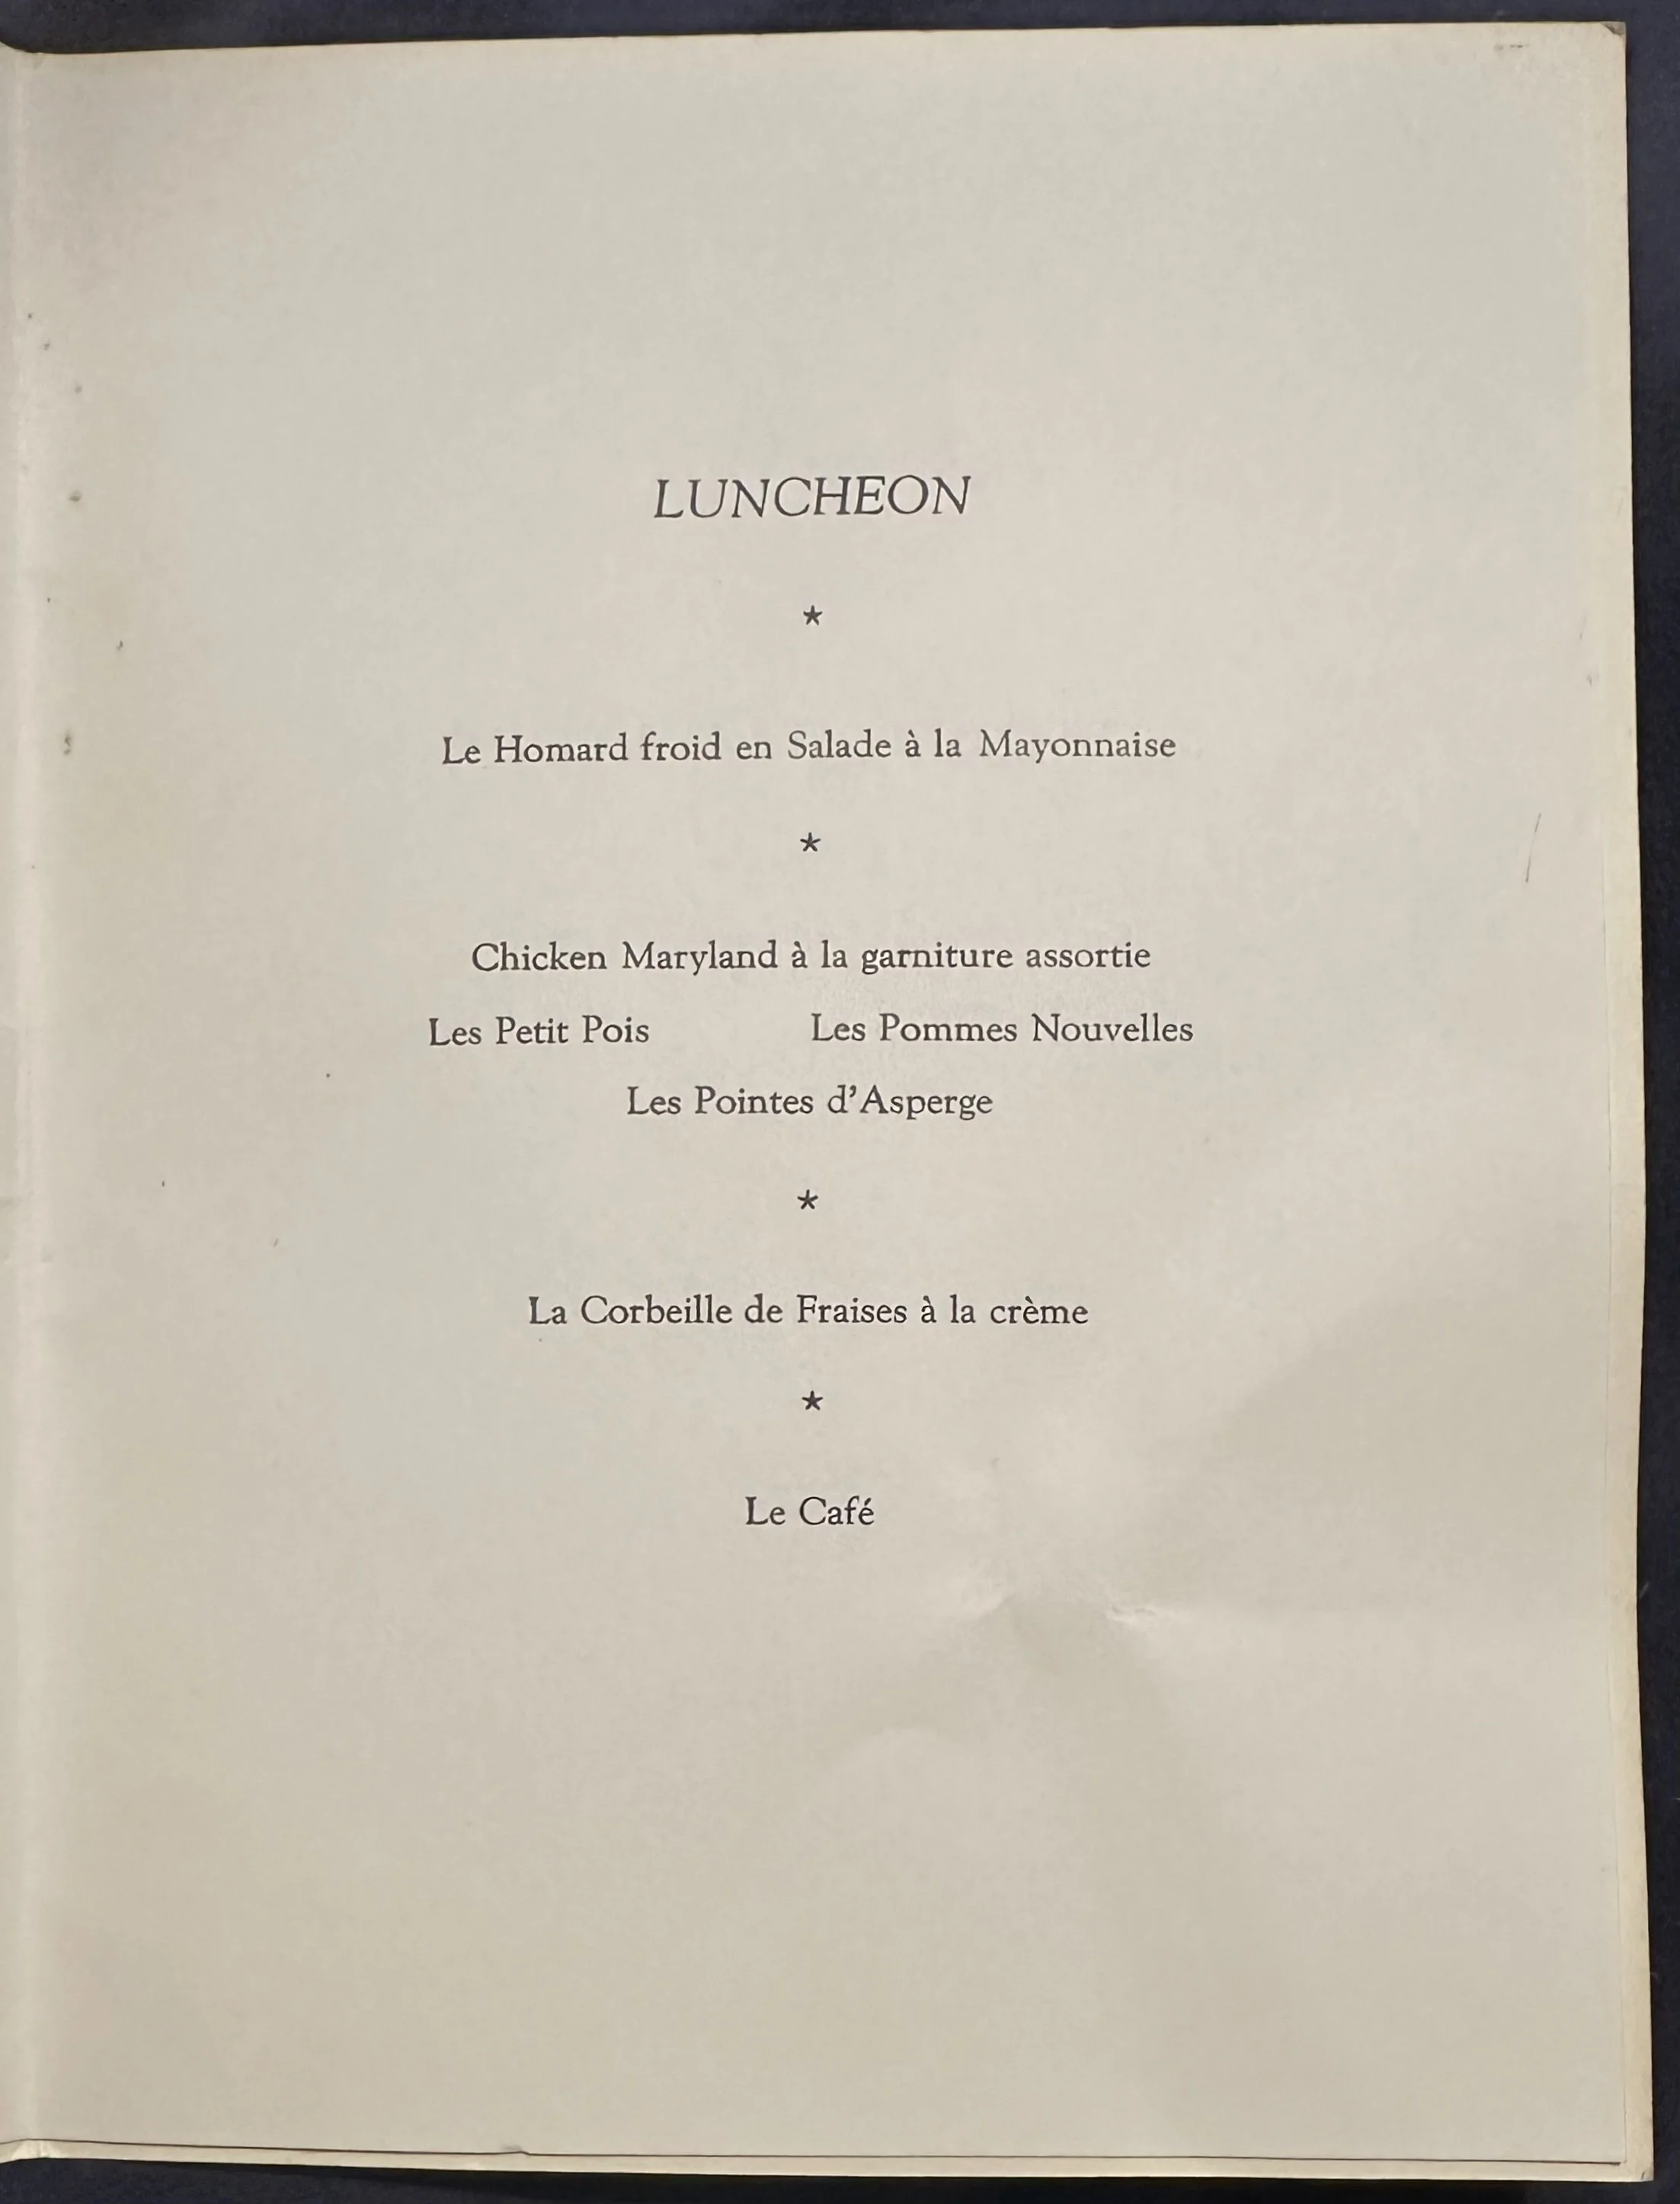 LUNCHEON
*
Le Homard froid en Salade à la Mayonnaise
*
Chicken Maryland à la garniture assortie
Les Petit Pois Les Pommes Nouvelles
Les Pointes d’Asperge
*
La Corbeille de Fraises à la crème
*
Le Café